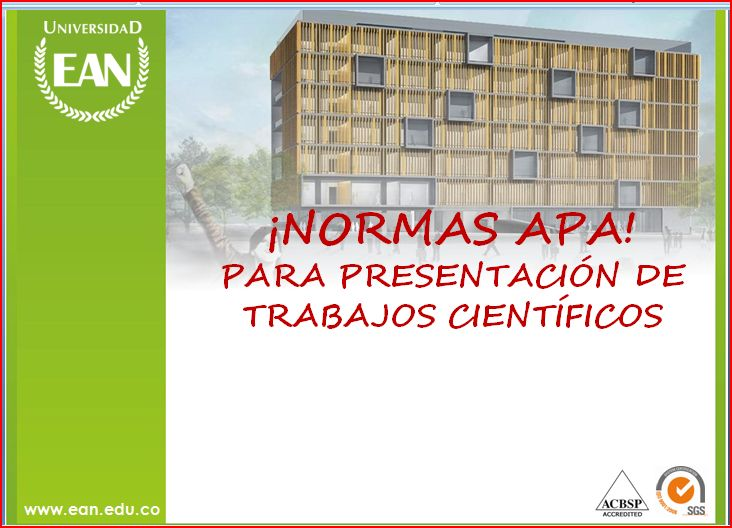 UNIVERSIDAD
EAN
¡NORMAS APA!
PARA PRESENTACIÓN DE
TRABAJOS CIENTÍFICOS
www.ean.edu.co
ACBSP
ACCREDITED
SGS